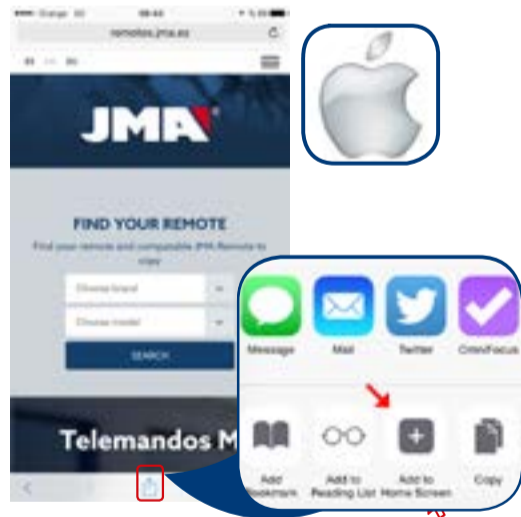 Orange
remotes.jma.es
JMA
FIND YOUR REMOTE
Find your remote and compatible JMA Remote to
copy
Choose brand
Choose model
SEARCH
Telemandos M
Message
Mail
Twitter
OmniFocus
Add
Bookmark
Add to
Reading List
Add to
Home Screen
Copy